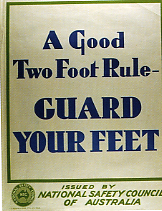 A Good
Two Foot Rule-
GUARD
YOUR FEET
ISSUED BY
NATIONAL SAFETY COUNCIL
OF AUSTRALIA